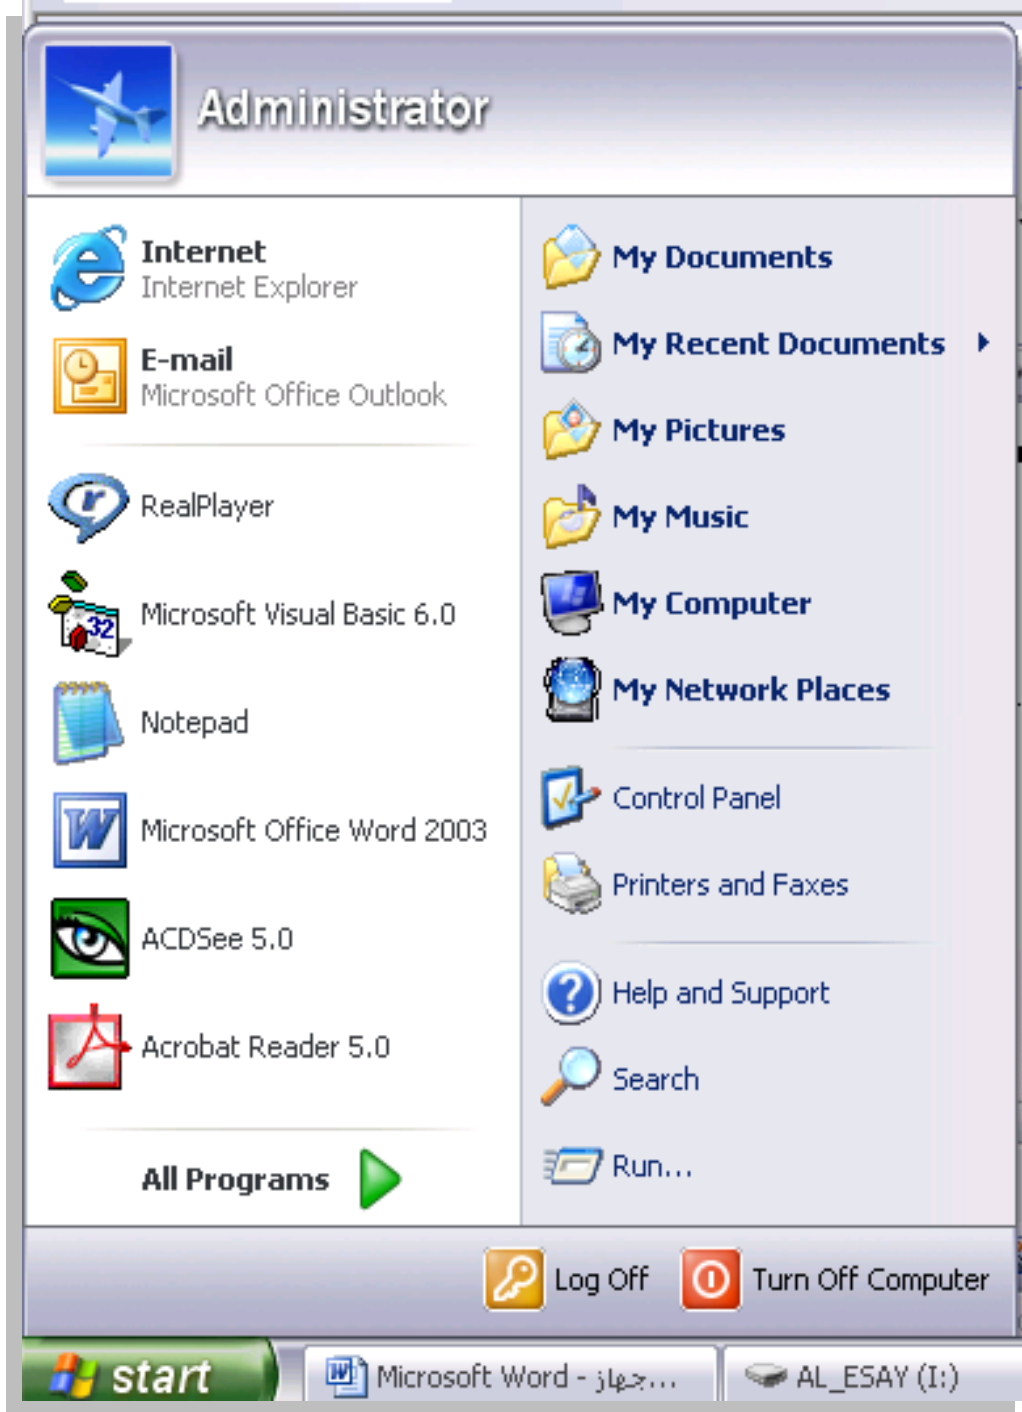 Administrator
Internet
Internet Explorer
E-mail
Microsoft Office Outlook
RealPlayer
Microsoft Visual Basic 6.0
32
Notepad
Microsoft Office Word 2003
ACDSee 5.0
Acrobat Reader 5.0
All Programs
My Documents
My Recent Documents
My Pictures
My Music
My Computer
My Network Places
Control Panel
Printers and Faxes
Help and Support
Search
Run...
Log Off
Turn Off Computer
start
Microsoft Word - جهاز...
AL_ESAY (I:)